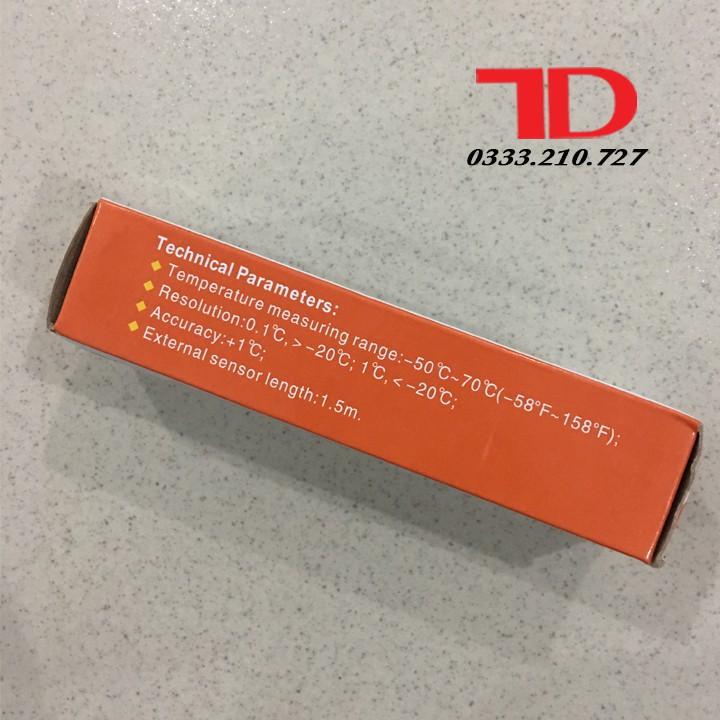 TD
0333.210.727
Technical Parameters:
Temperature measuring range:-50℃~70℃(-58°F~158°F);
Resolution:0.1℃, >-20℃; 1℃, <-20℃;
Accuracy:+1℃;
External sensor length:1.5m.